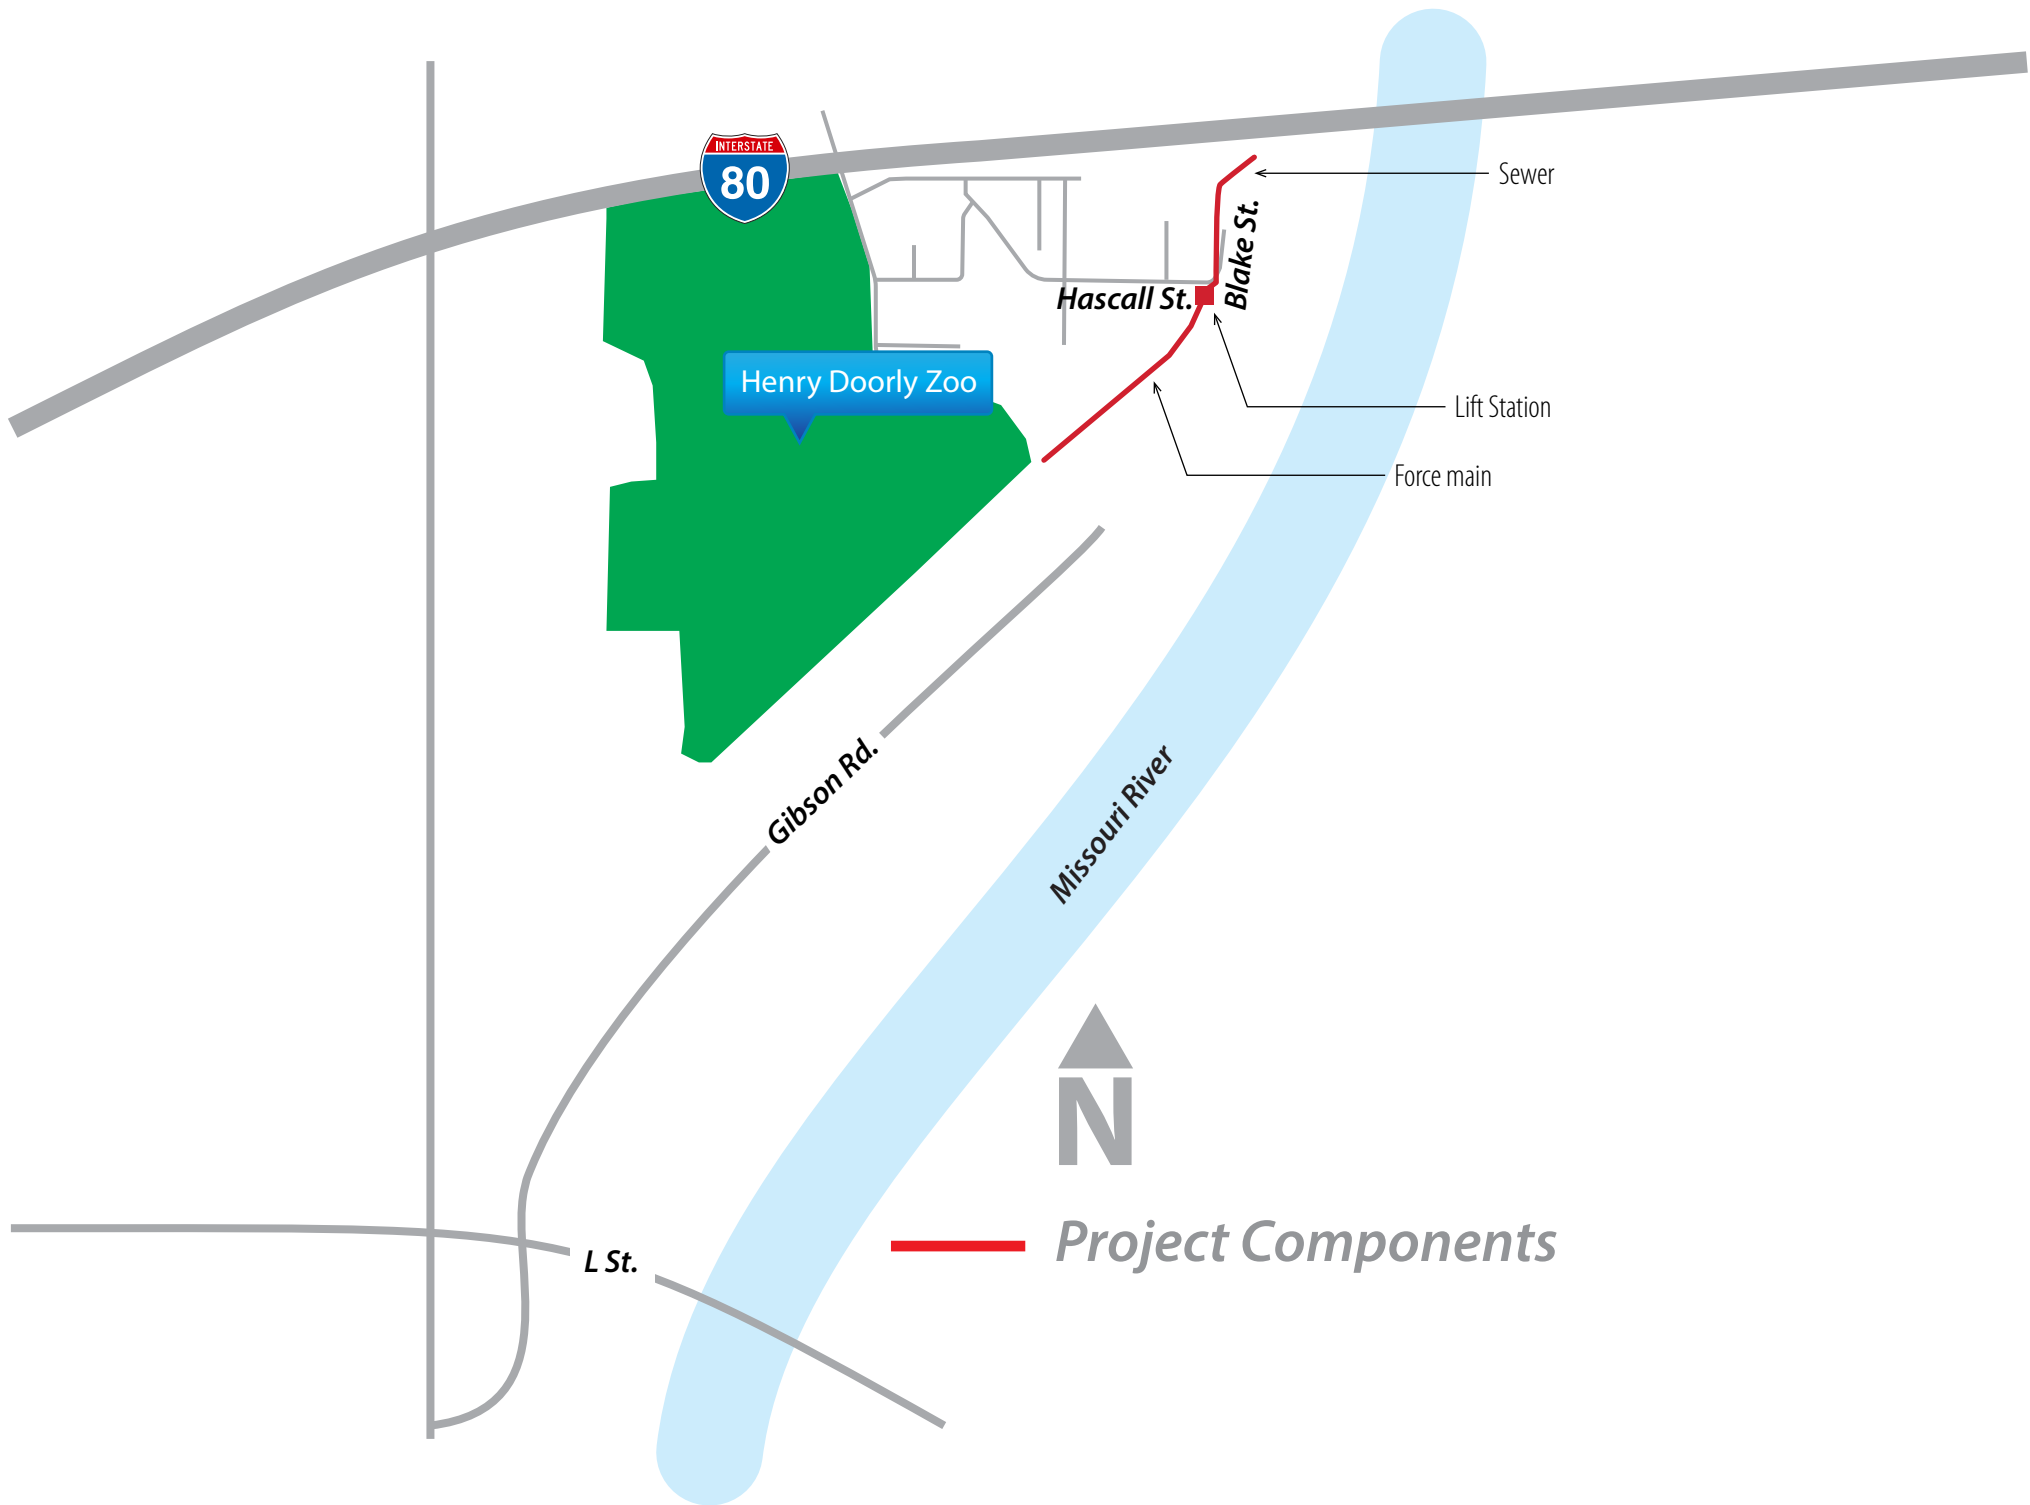 INTERSTATE
80
Sewer
Blake St.
Hascall St.
Henry Doorly Zoo
Lift Station
Force main
Gibson Rd.
Missouri River
N
Project Components
L St.